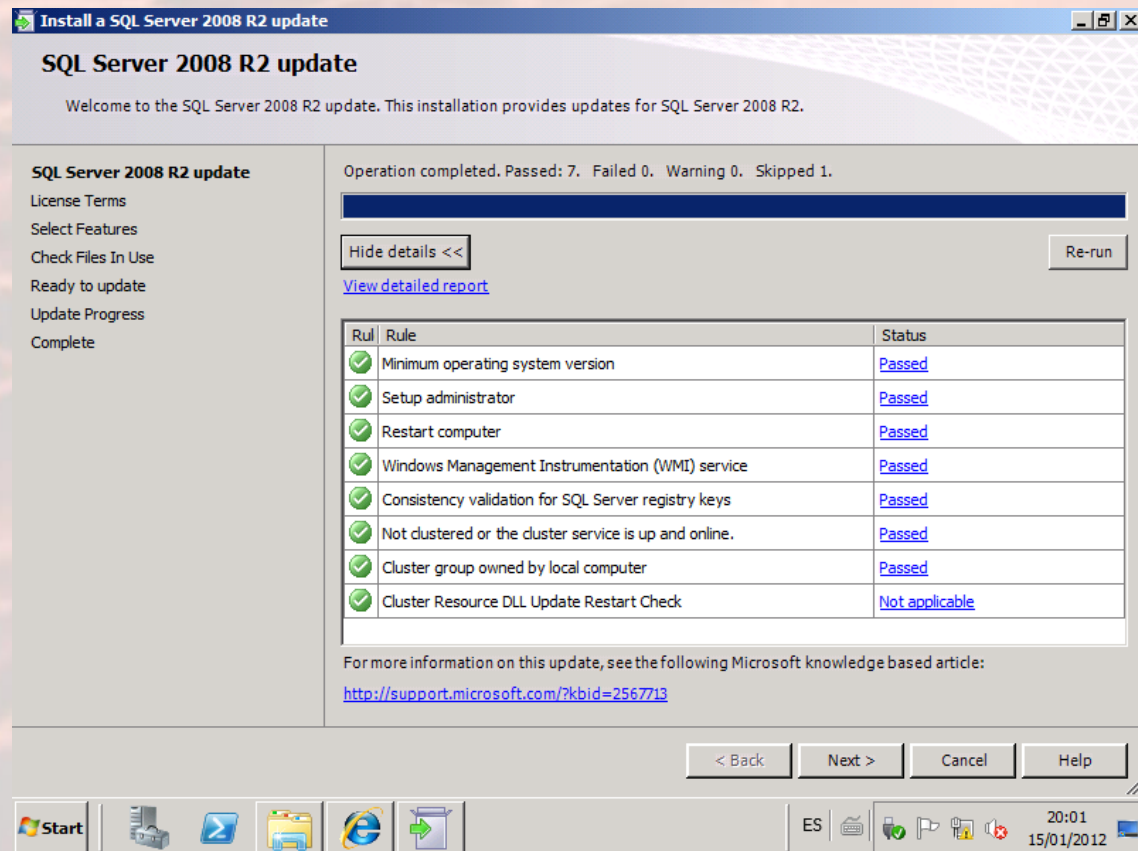 Install a SQL Server 2008 R2 update
SQL Server 2008 R2 update
Welcome to the SQL Server 2008 R2 update. This installation provides updates for SQL Server 2008 R2.
SQL Server 2008 R2 update
License Terms
Select Features
Check Files In Use
Ready to update
Update Progress
Complete
Operation completed. Passed: 7. Failed 0. Warning 0. Skipped 1.
Hide details <<
Re-run
View detailed report
Rul Rule Status
Minimum operating system version Passed
Setup administrator Passed
Restart computer Passed
Windows Management Instrumentation (WMI) service Passed
Consistency validation for SQL Server registry keys Passed
Not clustered or the cluster service is up and online. Passed
Cluster group owned by local computer Passed
Cluster Resource DLL Update Restart Check Not applicable
For more information on this update, see the following Microsoft knowledge based article:
http://support.microsoft.com/?kbid=2567713
< Back Next > Cancel Help
Start ES 20:01
15/01/2012